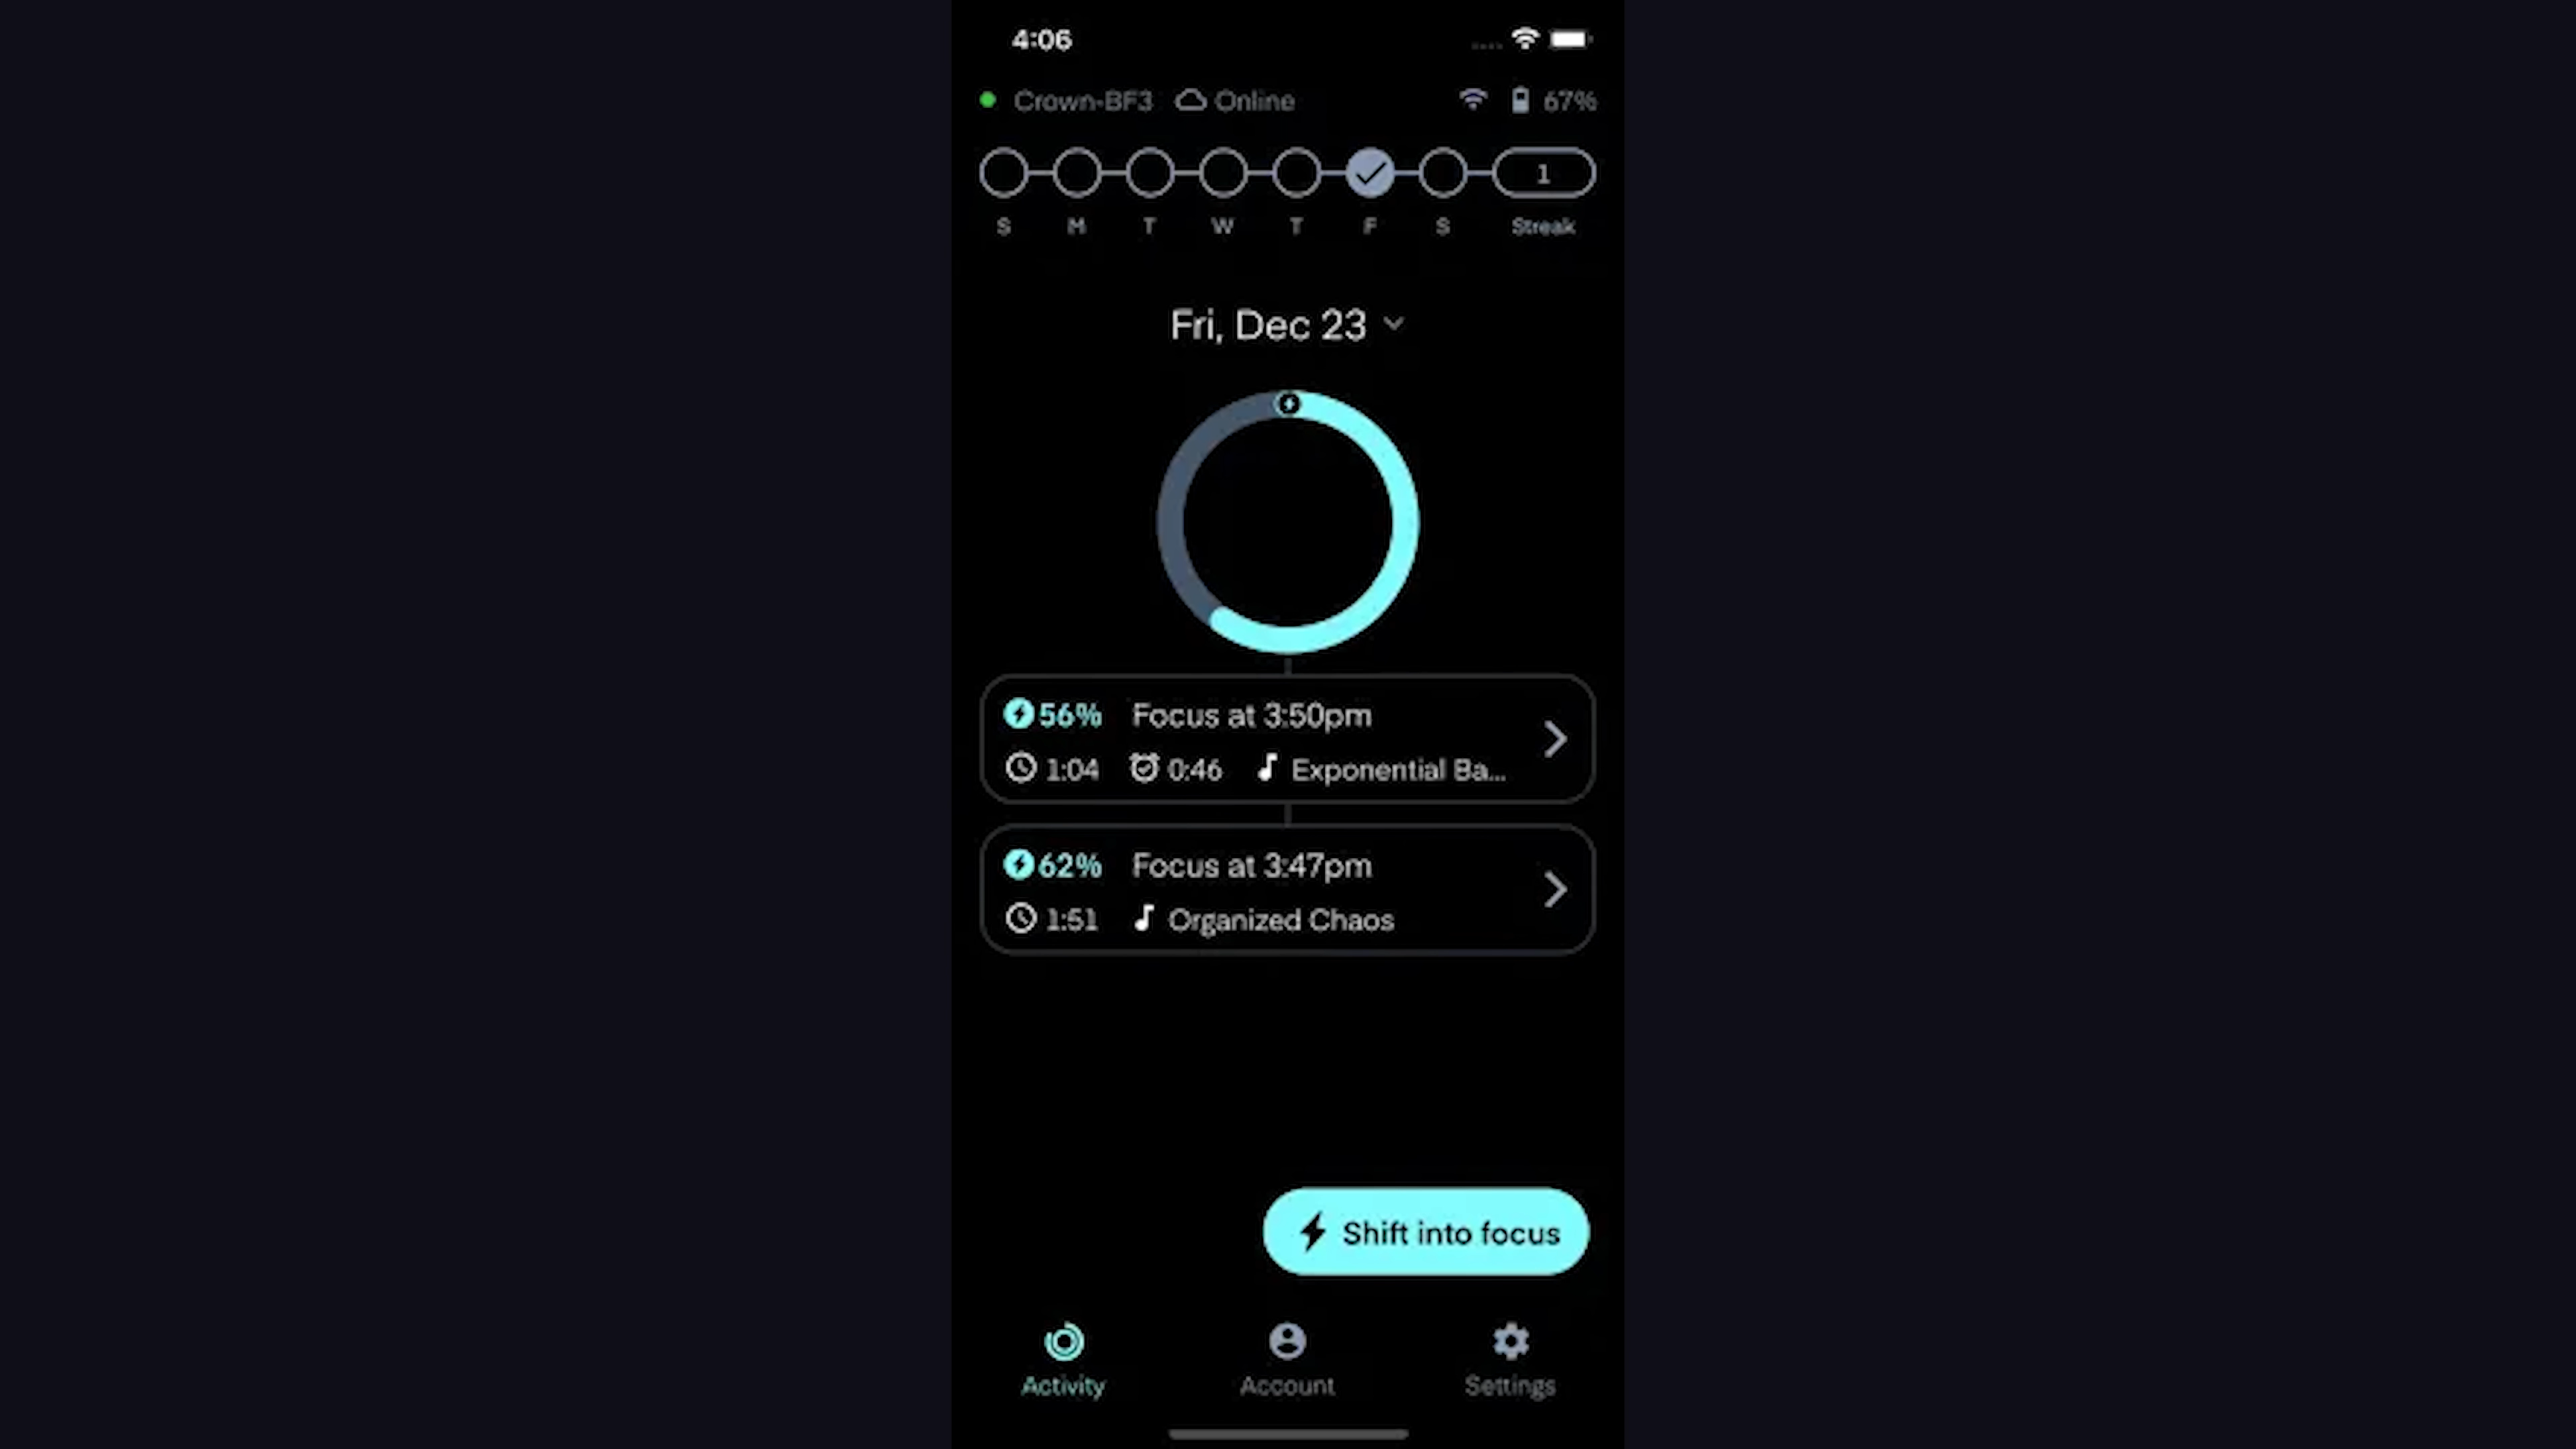 4:06
Crown-BF3 Online 67%
1
S M T W T F S Streak
Fri, Dec 23
56% Focus at 3:50pm
1:04 0:46 Exponential Ba...
62% Focus at 3:47pm
1:51 Organized Chaos
Shift into focus
Activity Account Settings